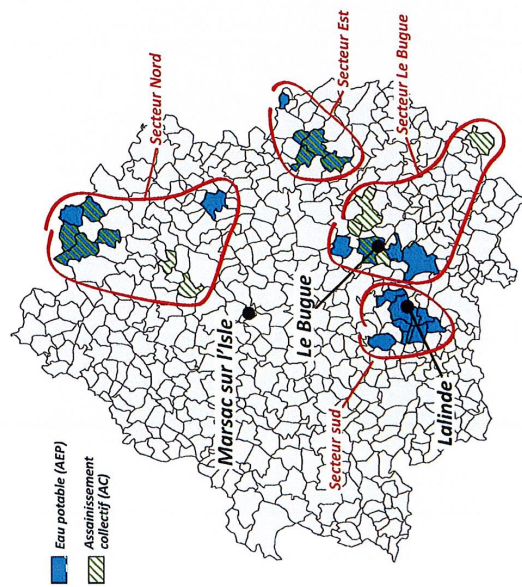 Eau potable (AEP)
Assainissement
collectif (AC)
Secteur Nord
Secteur Est
Secteur Le Bugue
Marsac sur l'Isle
Le Bugue
Secteur sud
Lalinde